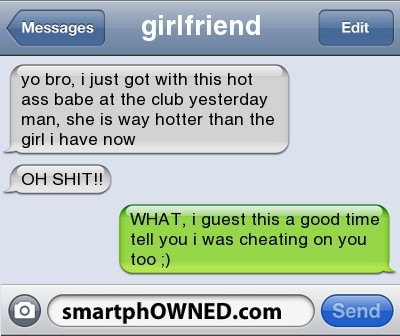 Messages
girlfriend
Edit
yo bro, i just got with this hot
ass babe at the club yesterday
man, she is way hotter than the
girl i have now
OH SHIT!!
WHAT, i guest this a good time
tell you i was cheating on you
too ;)
smartphOWNED.com
Send